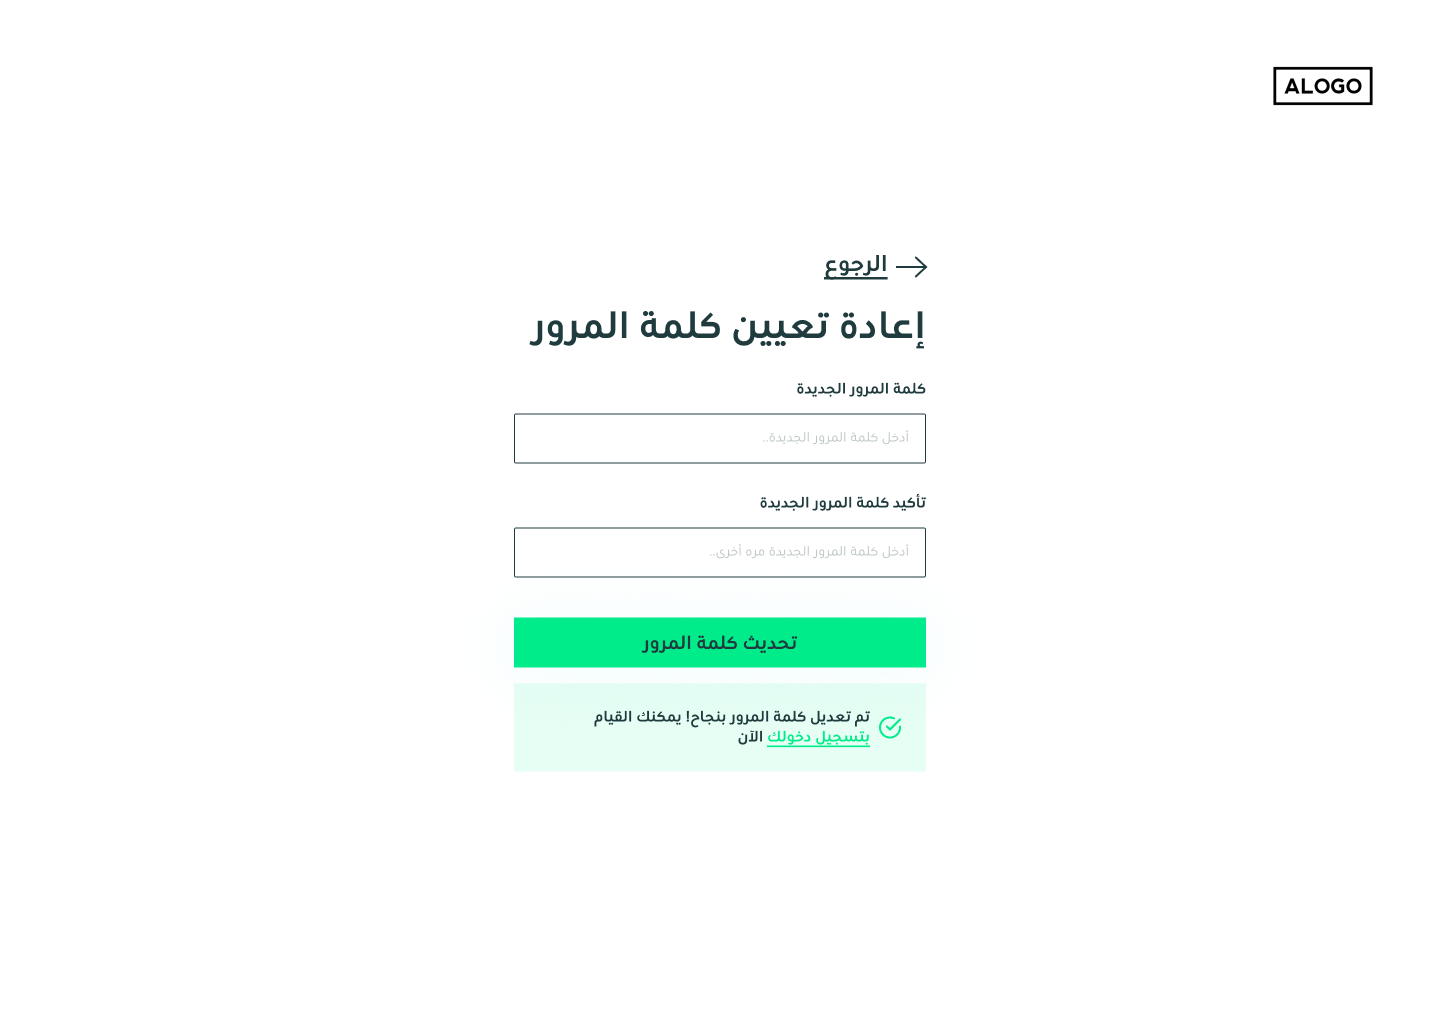 ALOGO
الرجوع
إعادة تعيين كلمة المرور
كلمة المرور الجديدة
أدخل كلمة المرور الجديدة..
تأكيد كلمة المرور الجديدة
أدخل كلمة المرور الجديدة مره أخرى..
تحديث كلمة المرور
تم تعديل كلمة المرور بنجاح! يمكنك القيام
بتسجيل دخولك الآن